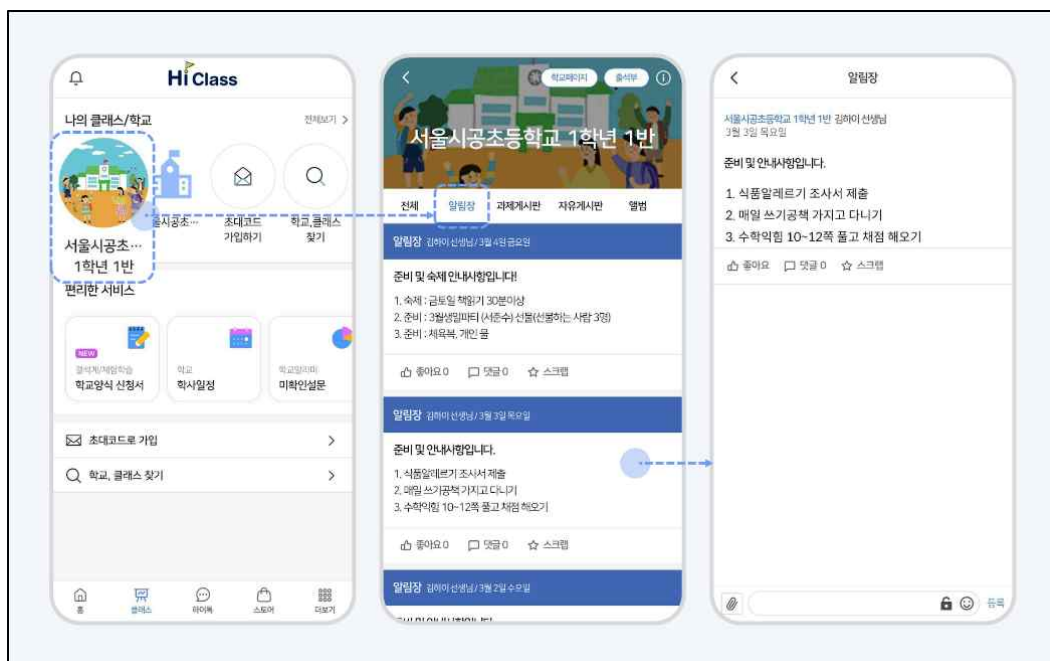 Hi Class
나의 클래스/학교
전체보기 >
서울시공초…
1학년 1반
울시공초…
초대코드
가입하기
학교,클래스
찾기
편리한 서비스
NEW
결석계/체험학습
학교양식 신청서
학교
학사일정
학교알리미
미확인설문
초대코드로 가입
학교, 클래스 찾기
홈
클래스
하이톡
스토어
더보기
학교페이지
출석부
서울시공초등학교 1학년 1반
전체
알림장
과제게시판
자유게시판
앨범
알림장 김하이선생님/3월 4일 금요일
준비 및 숙제 안내사항입니다!
1. 숙제 : 금토일 책읽기 30분이상
2. 준비 : 3월생일파티 (서준수) 선물(선물하는 사람 3명)
3. 준비 : 체육복, 개인 물
좋아요 0
댓글 0
스크랩
알림장 김하이선생님/3월 3일 목요일
준비 및 안내사항입니다.
1. 식품알레르기 조사서 제출
2. 매일 쓰기공책 가지고 다니기
3. 수학익힘 10~12쪽 풀고 채점 해오기
좋아요 0
댓글 0
스크랩
알림장 김하이선생님/3월 2일 수요일
알림장
서울시공초등학교 1학년 1반 김하이 선생님
3월 3일 목요일
준비 및 안내사항입니다.
1. 식품알레르기 조사서 제출
2. 매일 쓰기공책 가지고 다니기
3. 수학익힘 10~12쪽 풀고 채점 해오기
좋아요
댓글 0
스크랩
등록